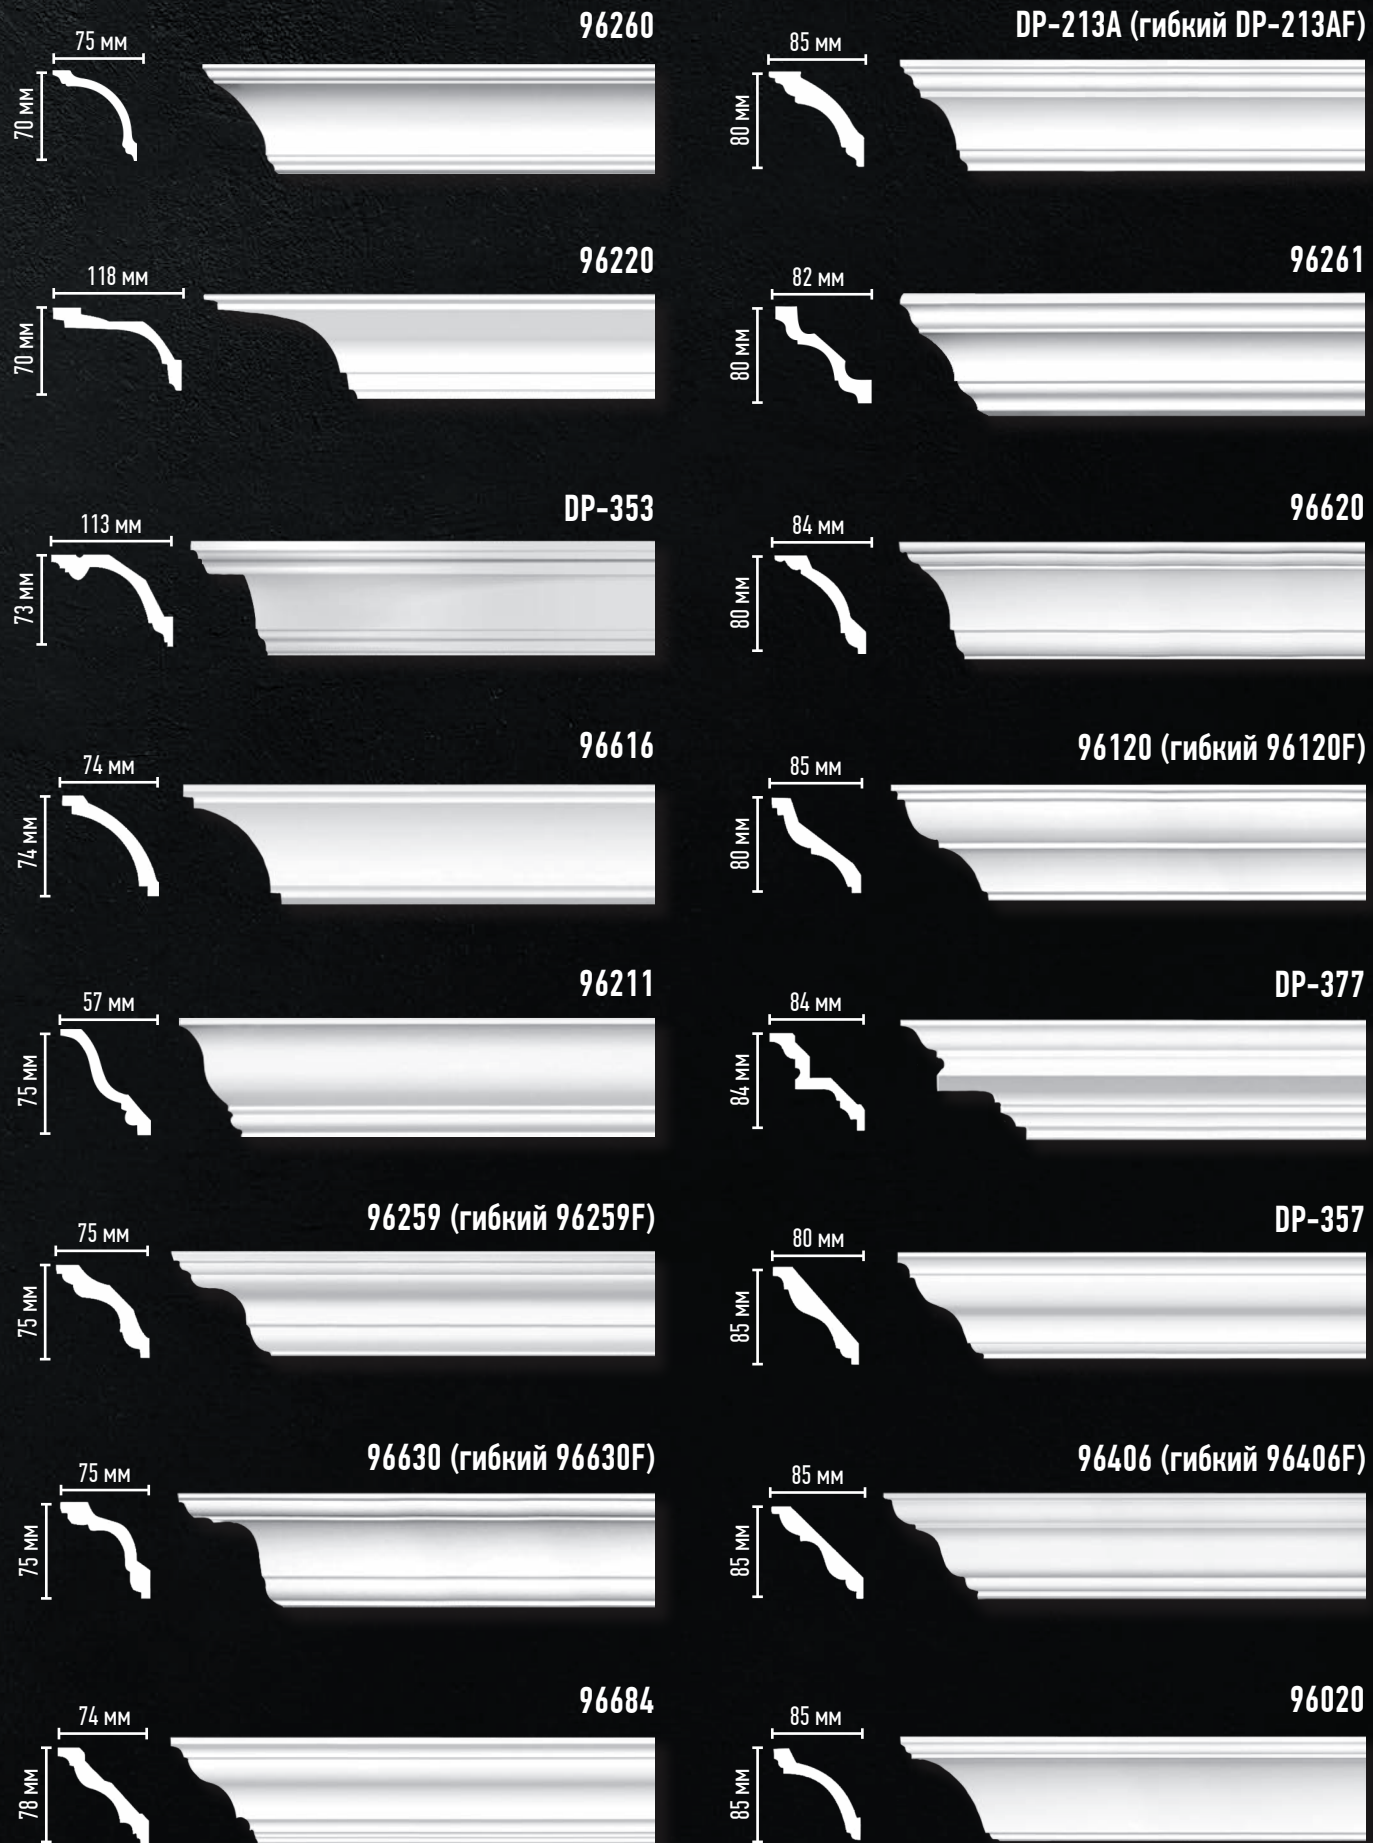 96260
75 мм
70 мм
DP-213A (гибкий DP-213AF)
85 мм
80 мм
96220
118 мм
70 мм
96261
82 мм
80 мм
DP-353
113 мм
73 мм
96620
84 мм
80 мм
96616
74 мм
74 мм
96120 (гибкий 96120F)
85 мм
80 мм
96211
57 мм
75 мм
DP-377
84 мм
84 мм
96259 (гибкий 96259F)
75 мм
75 мм
DP-357
80 мм
85 мм
96630 (гибкий 96630F)
75 мм
75 мм
96406 (гибкий 96406F)
85 мм
85 мм
96684
74 мм
78 мм
96020
85 мм
85 мм